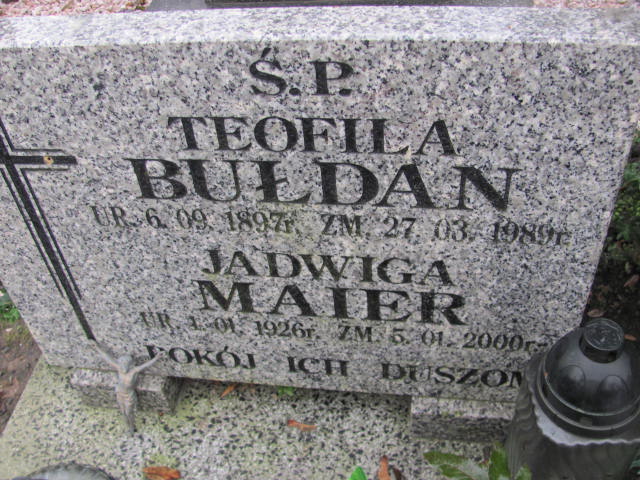 Ś.P.
TEOFILA
BUŁDAN
UR. 6.09.1897r. ZM. 27.03.1989r.
JADWIGA
MAIER
UR. 1.01.1926r. ZM. 5.01.2000r.
POKÓJ ICH DUSZOM